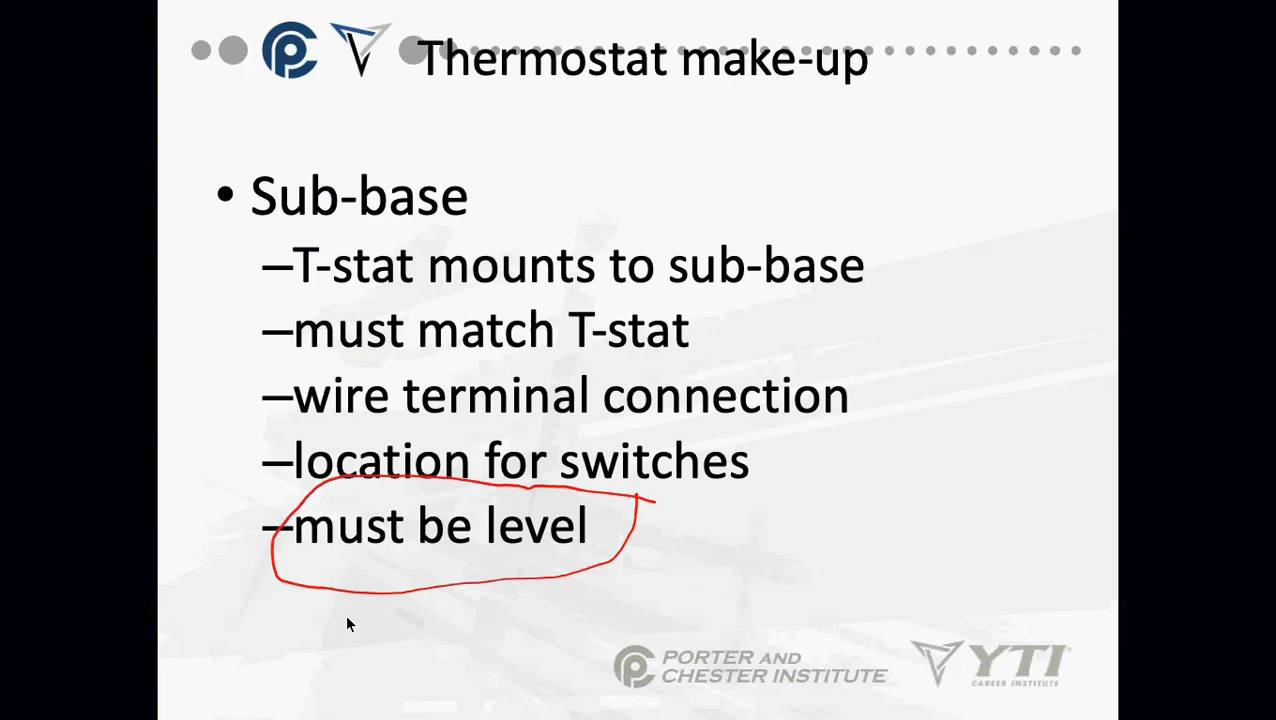 Thermostat make-up
• Sub-base
–T-stat mounts to sub-base
–must match T-stat
–wire terminal connection
–location for switches
–must be level
PORTER AND
CHESTER INSTITUTE
YTI
CAREER INSTITUTE